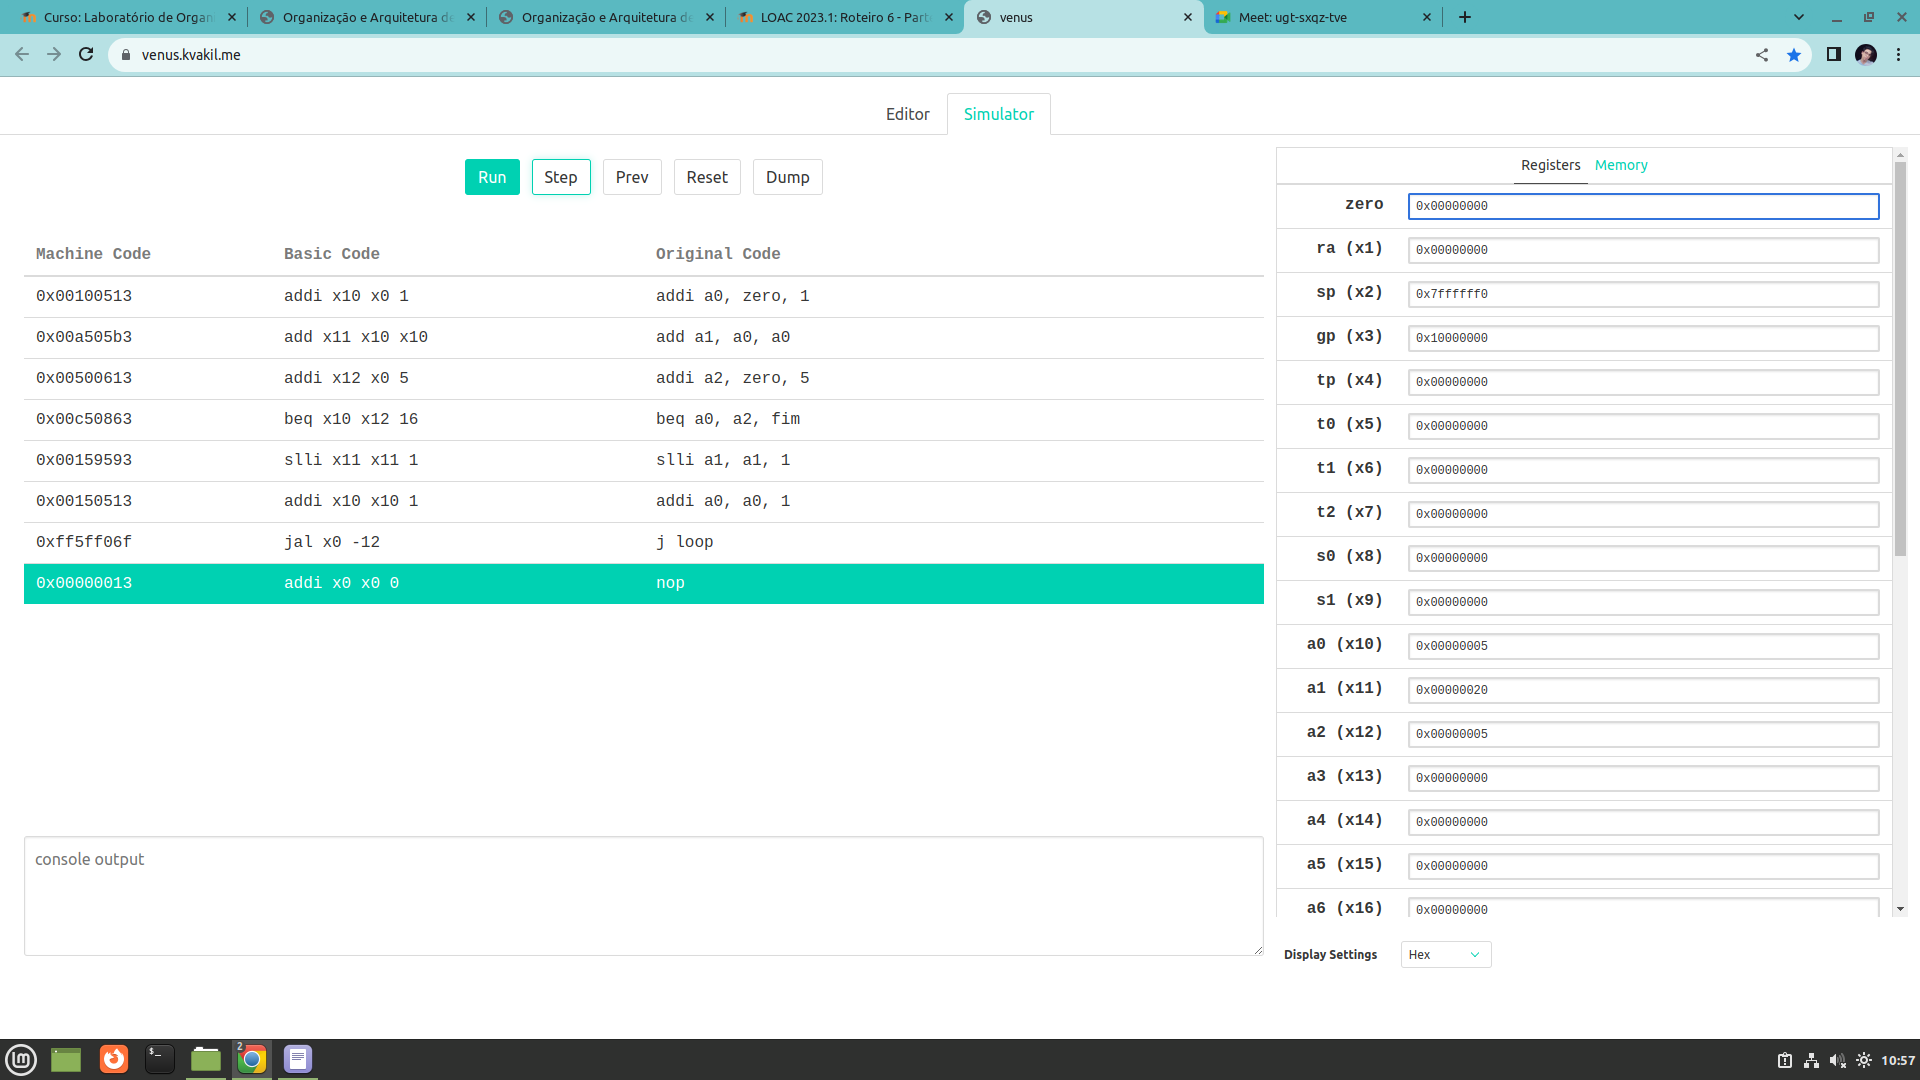 Curso: Laboratório de Organ
Organização e Arquitetura de
Organização e Arquitetura de
LOAC 2023.1: Roteiro 6 - Parte
venus
Meet: ugt-sxqz-tve
venus.kvakil.me
Editor
Simulator
Run
Step
Prev
Reset
Dump
Registers
Memory
Machine Code Basic Code Original Code
0x00100513 addi x10 x0 1 addi a0, zero, 1
0x00a505b3 add x11 x10 x10 add a1, a0, a0
0x00500613 addi x12 x0 5 addi a2, zero, 5
0x00c50863 beq x10 x12 16 beq a0, a2, fim
0x00159593 slli x11 x11 1 slli a1, a1, 1
0x00150513 addi x10 x10 1 addi a0, a0, 1
0xff5ff06f jal x0 -12 j loop
0x00000013 addi x0 x0 0 nop
console output
zero 0x00000000
ra (x1) 0x00000000
sp (x2) 0x7ffffff0
gp (x3) 0x10000000
tp (x4) 0x00000000
t0 (x5) 0x00000000
t1 (x6) 0x00000000
t2 (x7) 0x00000000
s0 (x8) 0x00000000
s1 (x9) 0x00000000
a0 (x10) 0x00000005
a1 (x11) 0x00000020
a2 (x12) 0x00000005
a3 (x13) 0x00000000
a4 (x14) 0x00000000
a5 (x15) 0x00000000
a6 (x16) 0x00000000
Display Settings Hex
$_
2
10:57